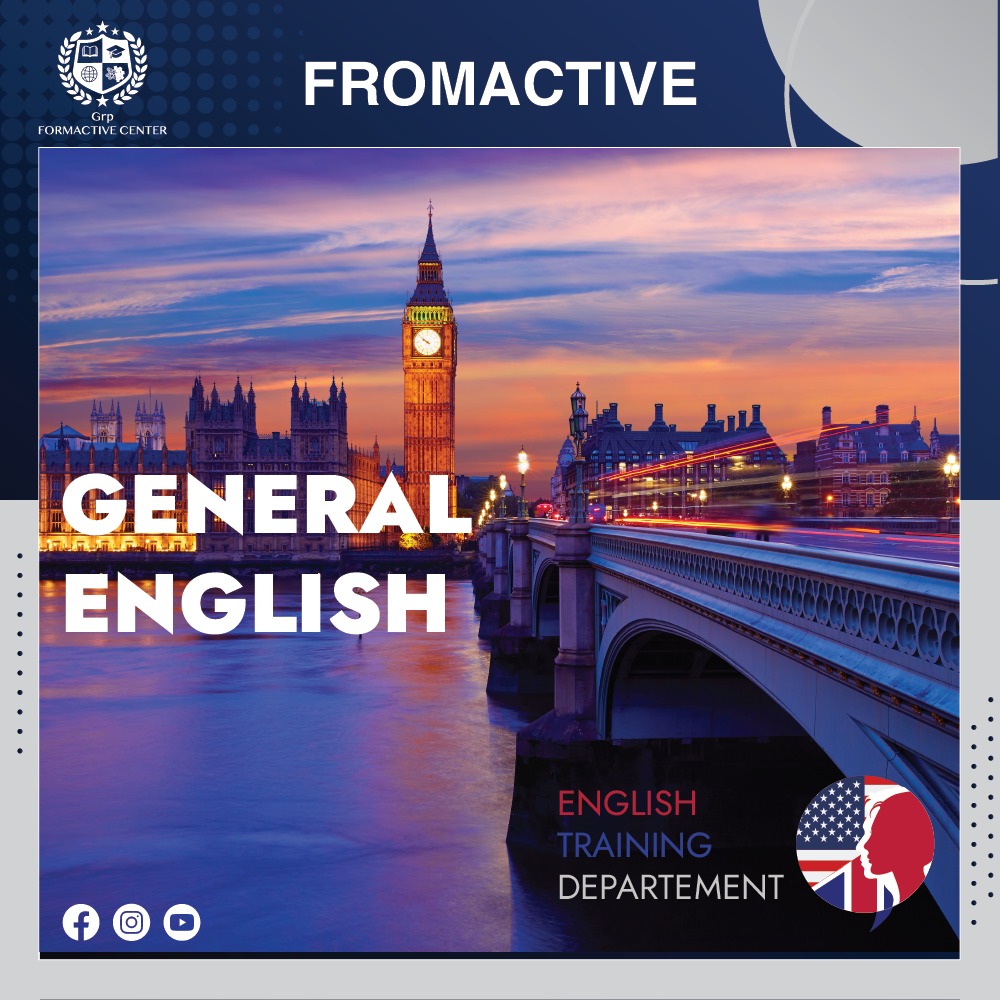 Grp
FORMACTIVE CENTER
FROMACTIVE
GENERAL
ENGLISH
ENGLISH
TRAINING
DEPARTEMENT